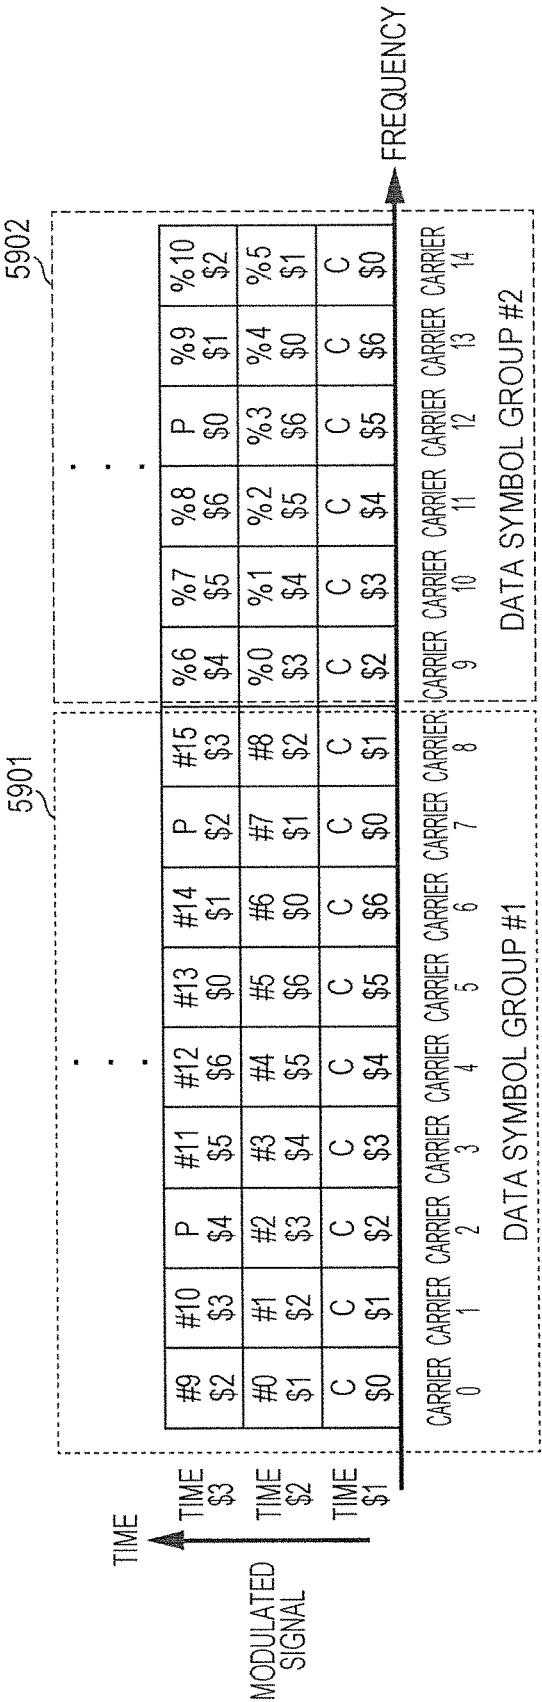 5901
5902
TIME
MODULATED
SIGNAL
TIME
$3
#9 #10 P #11 #12 #13 #14 P #15 %6 %7 %8 P %9 %10
$2 $3 $4 $5 $6 $0 $1 $2 $3 $4 $5 $6 $0 $1 $2
TIME
$2
#0 #1 #2 #3 #4 #5 #6 #7 #8 %0 %1 %2 %3 %4 %5
$1 $2 $3 $4 $5 $6 $0 $1 $2 $3 $4 $5 $6 $0 $1
TIME
$1
C C C C C C C C C C C C C C C
$0 $1 $2 $3 $4 $5 $6 $0 $1 $2 $3 $4 $5 $6 $0
FREQUENCY
CARRIER CARRIER CARRIER CARRIER CARRIER CARRIER CARRIER CARRIER CARRIER CARRIER CARRIER CARRIER CARRIER CARRIER CARRIER
0 1 2 3 4 5 6 7 8 9 10 11 12 13 14
DATA SYMBOL GROUP #1
DATA SYMBOL GROUP #2